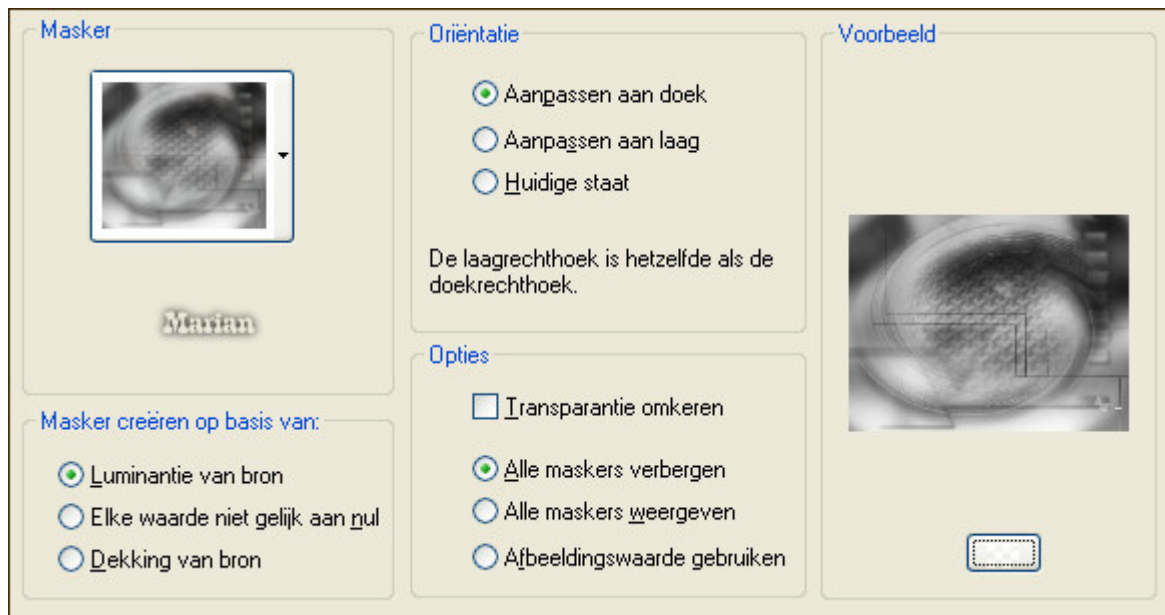 Masker
Marian
Masker creëren op basis van:
Luminantie van bron
Elke waarde niet gelijk aan nul
Dekking van bron
Oriëntatie
Aanpassen aan doek
Aanpassen aan laag
Huidige staat
De laagrechthoek is hetzelfde als de
doekrechthoek.
Opties
Transparantie omkeren
Alle maskers verbergen
Alle maskers weergeven
Afbeeldingswaarde gebruiken
Voorbeeld